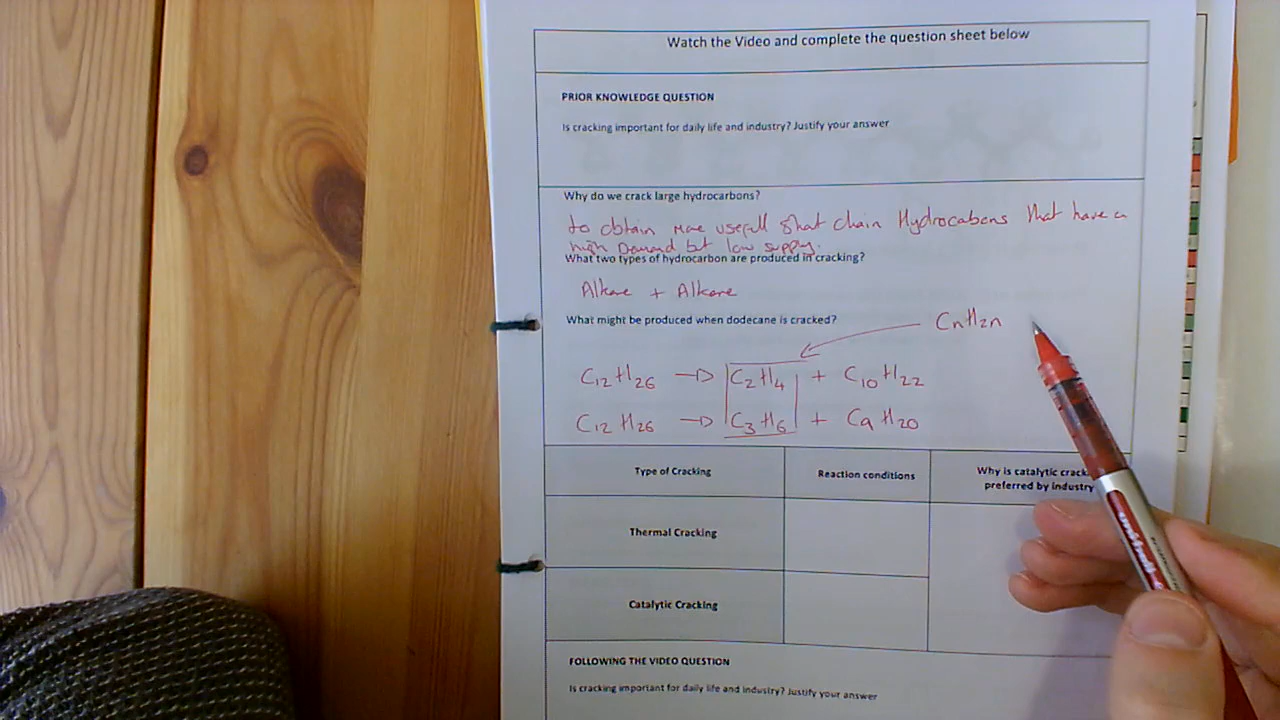 Watch the Video and complete the question sheet below
PRIOR KNOWLEDGE QUESTION
Is cracking important for daily life and industry? Justify your answer
Why do we crack large hydrocarbons?
to obtain more usefull short chain Hydrocabons that have a
high Demand but low supply.
What two types of hydrocarbon are produced in cracking?
Alkane + Alkene
What might be produced when dodecane is cracked?
CnH2n
C12H26 → C2H4 + C10H22
C12H26 → C3H6 + C9H20
Type of Cracking
Reaction conditions
Why is catalytic crack
preferred by industry
Thermal Cracking
Catalytic Cracking
FOLLOWING THE VIDEO QUESTION
Is cracking important for daily life and industry? Justify your answer